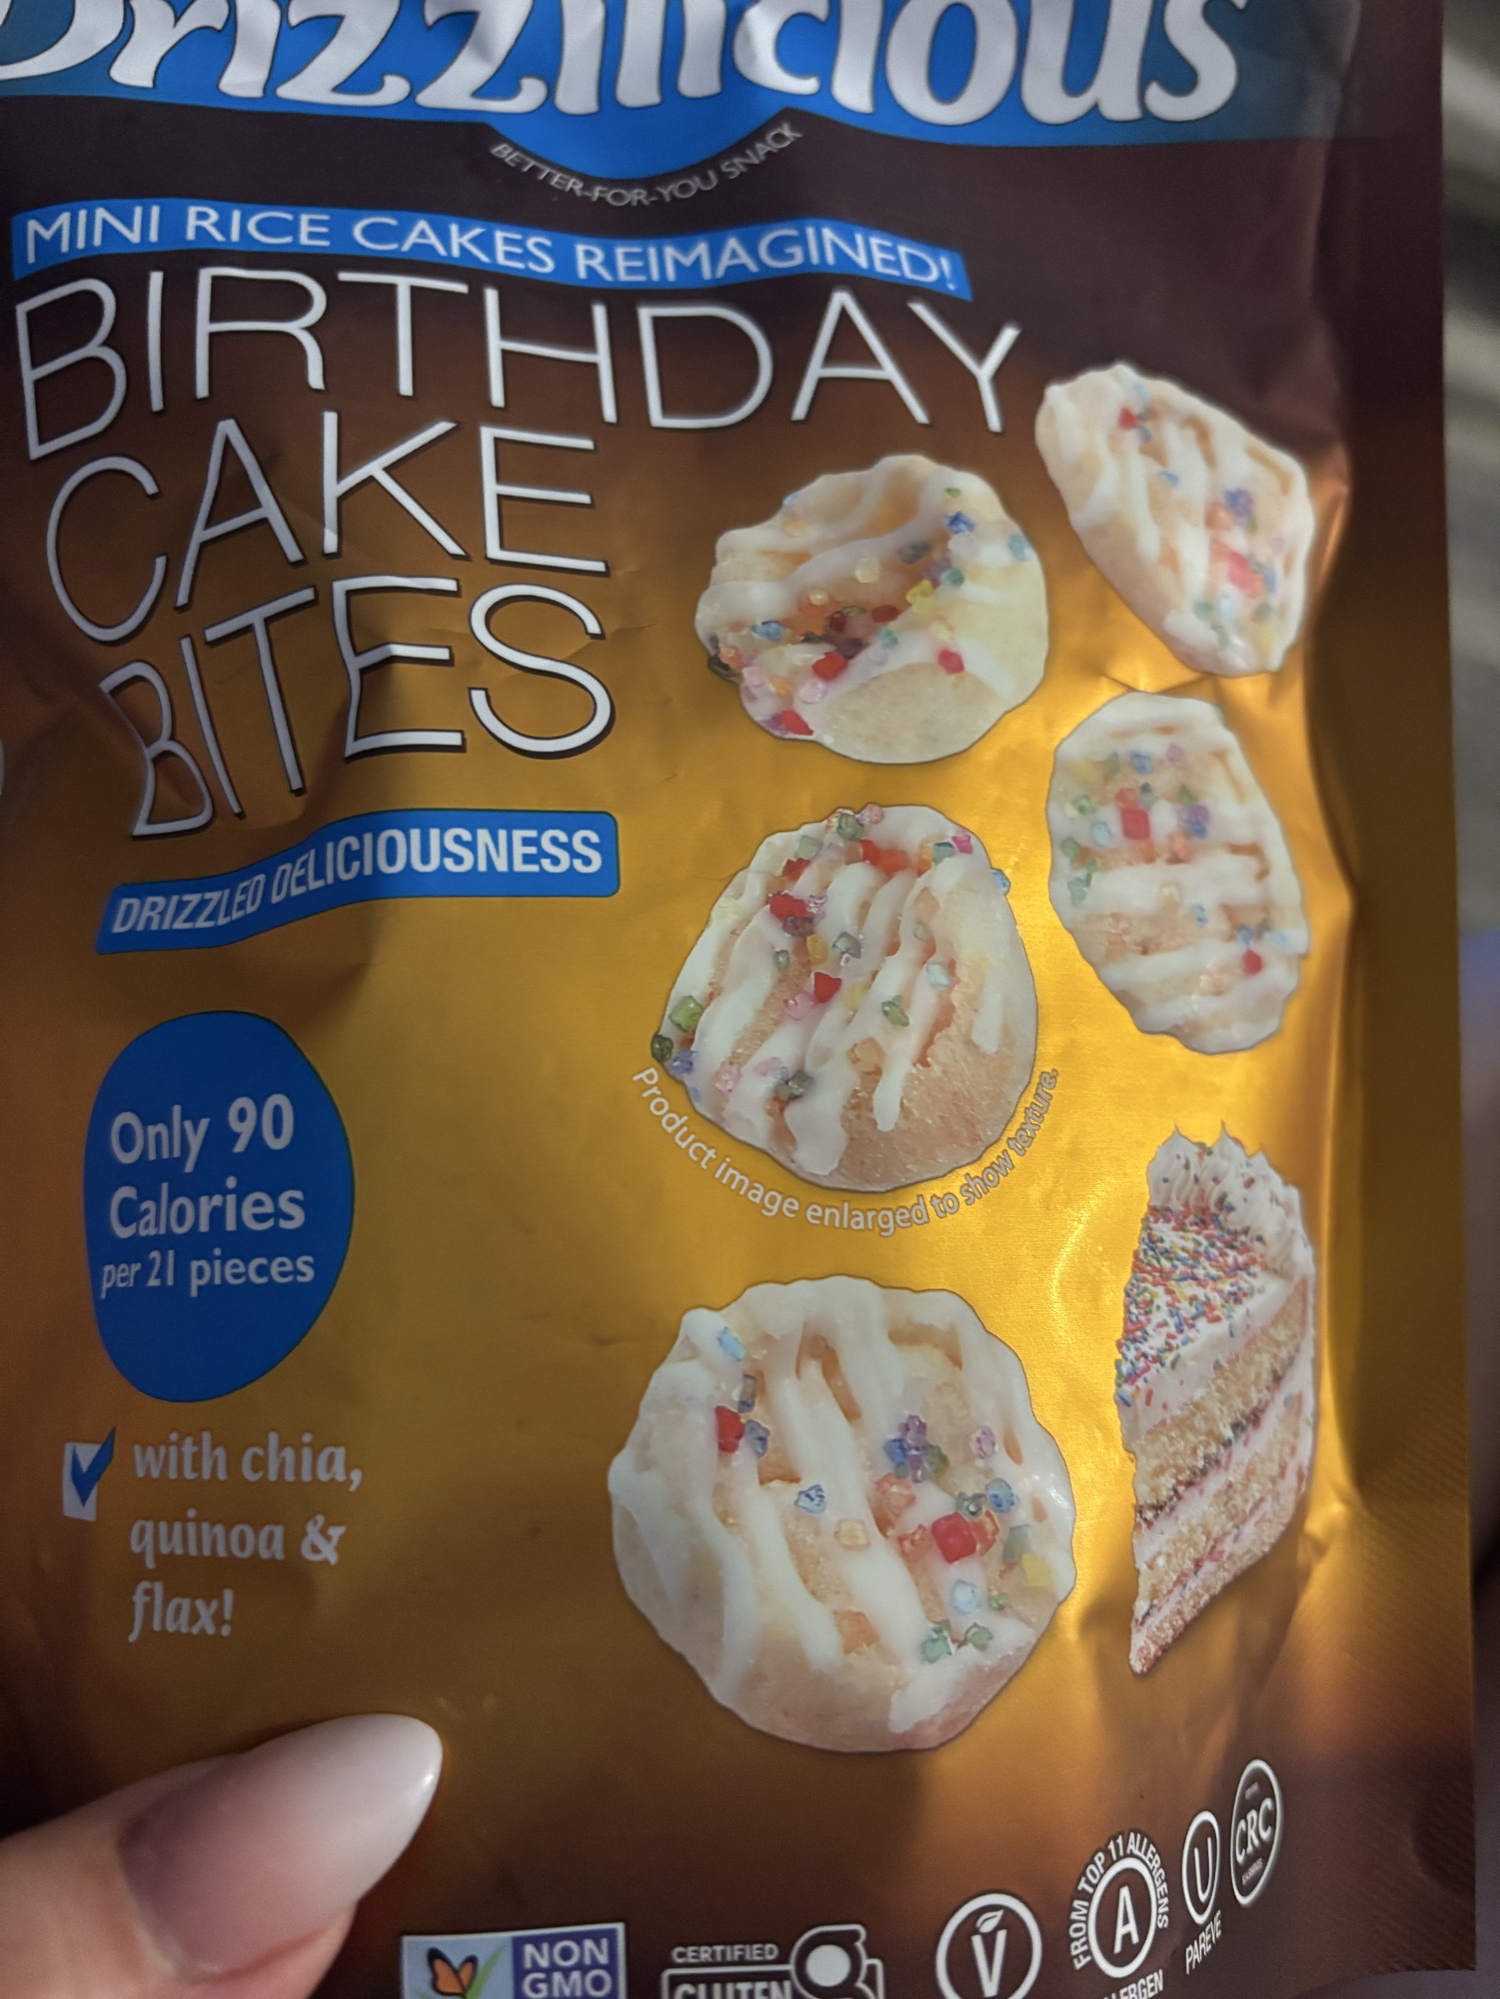 Drizzilicious
BETTER-FOR-YOU SNACK
MINI RICE CAKES REIMAGINED!
BIRTHDAY
CAKE
BITES
DRIZZLED DELICIOUSNESS
Only 90
Calories
per 21 pieces
with chia,
quinoa &
flax!
Product image enlarged to show texture.
NON
GMO
CERTIFIED
GLUTEN
V
FROM TOP 11 ALLERGENS
A
U
PAREVE
CRC